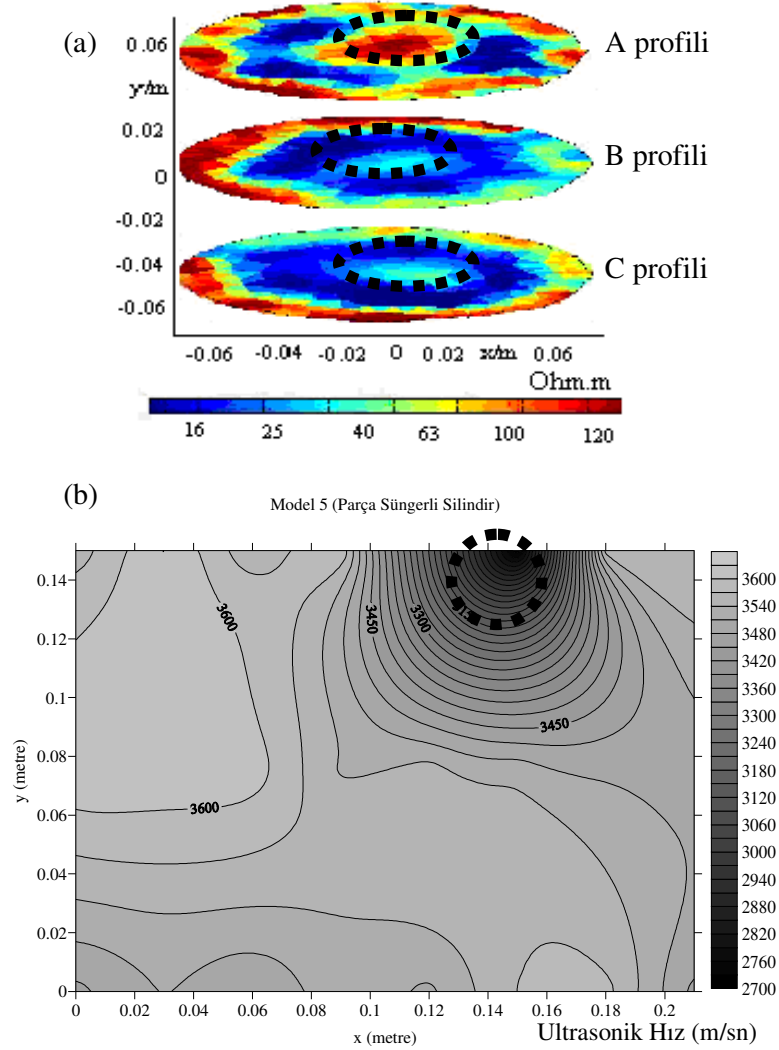 (a)
A profili
0.06
y/m
0.02
B profili
0
-0.02
-0.04
C profili
-0.06
-0.06 -0.04 -0.02 0 0.02 x/m 0.06
Ohm.m
16 25 40 63 100 120
(b)
Model 5 (Parça Süngerli Silindir)
0.14
0.12
0.1
0.08
0.06
0.04
0.02
0
y (metre)
3600
3450
3300
3450
3600
0 0.02 0.04 0.06 0.08 0.1 0.12 0.14 0.16 0.18 0.2
x (metre)
3600
3540
3480
3420
3360
3300
3240
3180
3120
3060
3000
2940
2880
2820
2760
2700
Ultrasonik Hız (m/sn)